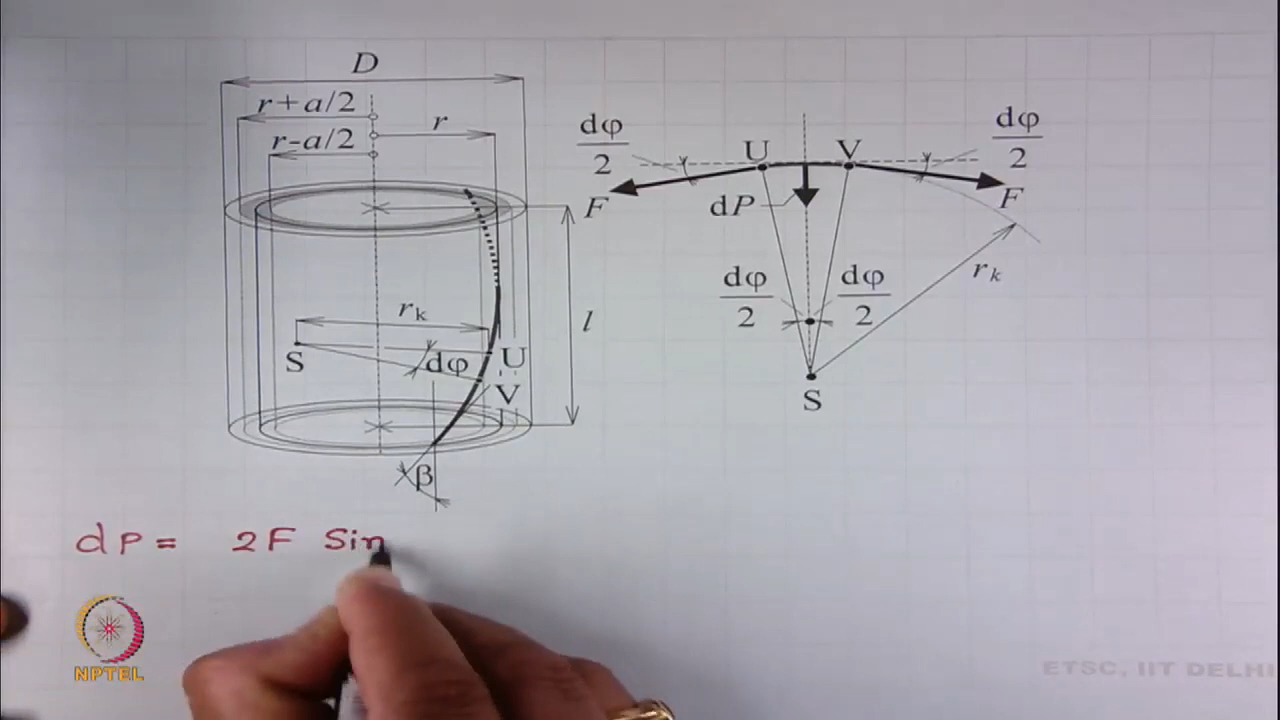 D
r+a/2
r
r-a/2
r_k
S
dφ
U
V
l
β
dφ/2
U
V
dφ/2
F
dP
F
dφ/2
dφ/2
r_k
S
dP = 2F Sin
NPTEL
ETSC, IIT DELHI